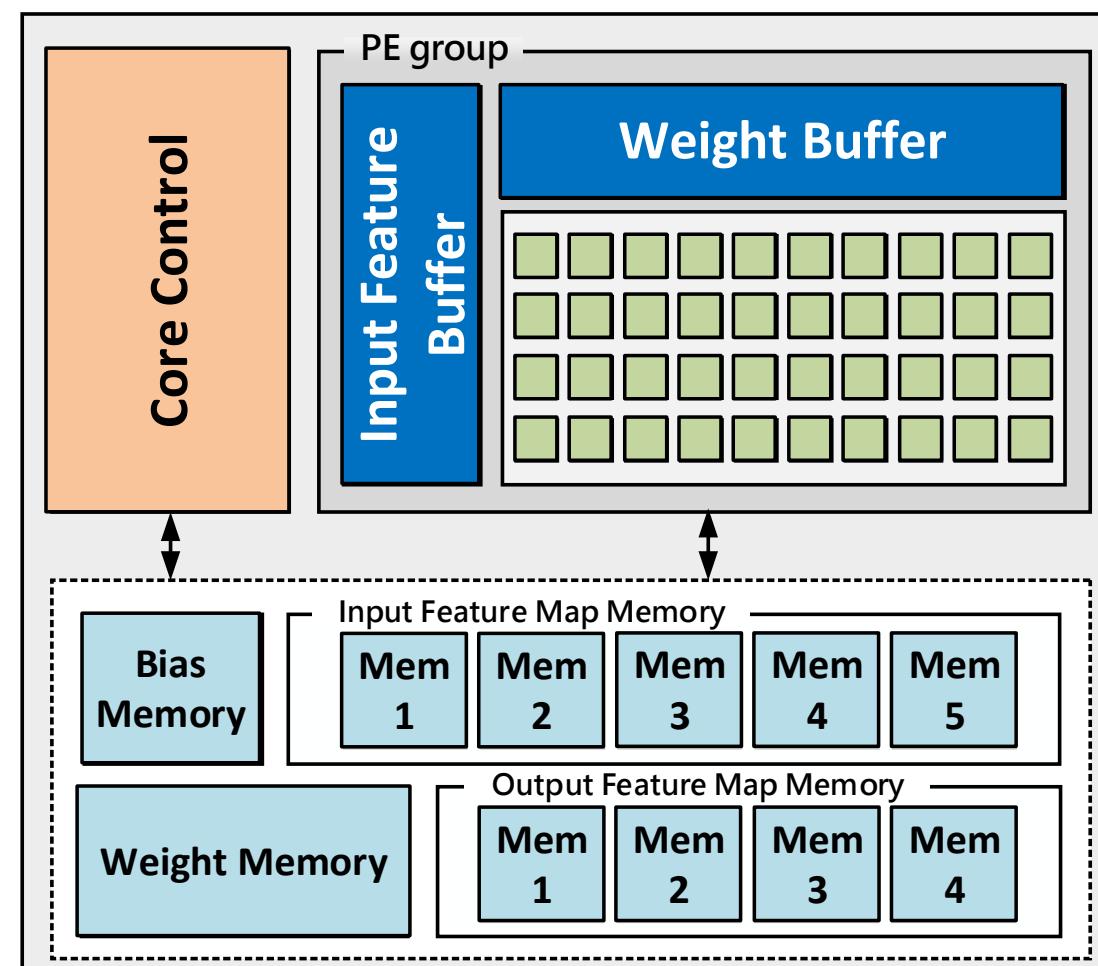 Core Control
PE group
Input Feature
Buffer
Weight Buffer
Bias
Memory
Input Feature Map Memory
Mem
1
Mem
2
Mem
3
Mem
4
Mem
5
Weight Memory
Output Feature Map Memory
Mem
1
Mem
2
Mem
3
Mem
4